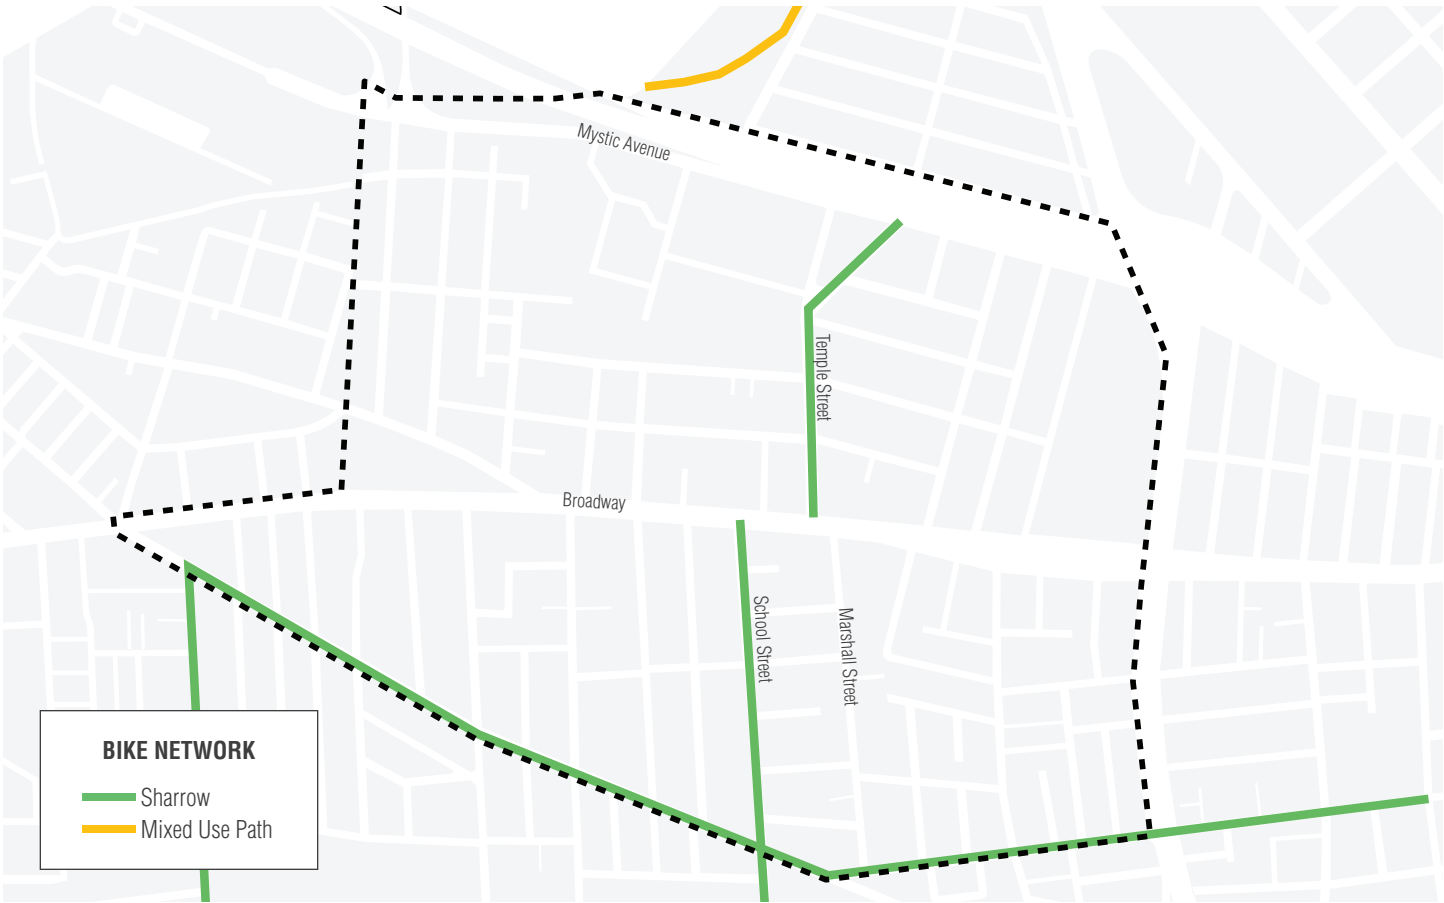 Mystic Avenue
Temple Street
Broadway
School Street
Marshall Street
BIKE NETWORK
Sharrow
Mixed Use Path